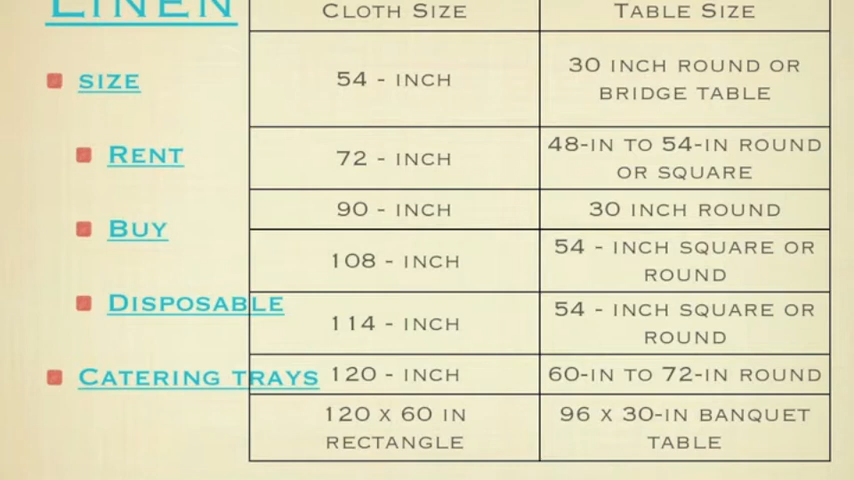 LINEN
SIZE
RENT
BUY
DISPOSABLE
CATERING TRAYS
CLOTH SIZE TABLE SIZE
54 - INCH 30 INCH ROUND OR
BRIDGE TABLE
72 - INCH 48-IN TO 54-IN ROUND
OR SQUARE
90 - INCH 30 INCH ROUND
108 - INCH 54 - INCH SQUARE OR
ROUND
114 - INCH 54 - INCH SQUARE OR
ROUND
120 - INCH 60-IN TO 72-IN ROUND
120 X 60 IN 96 X 30-IN BANQUET
RECTANGLE TABLE